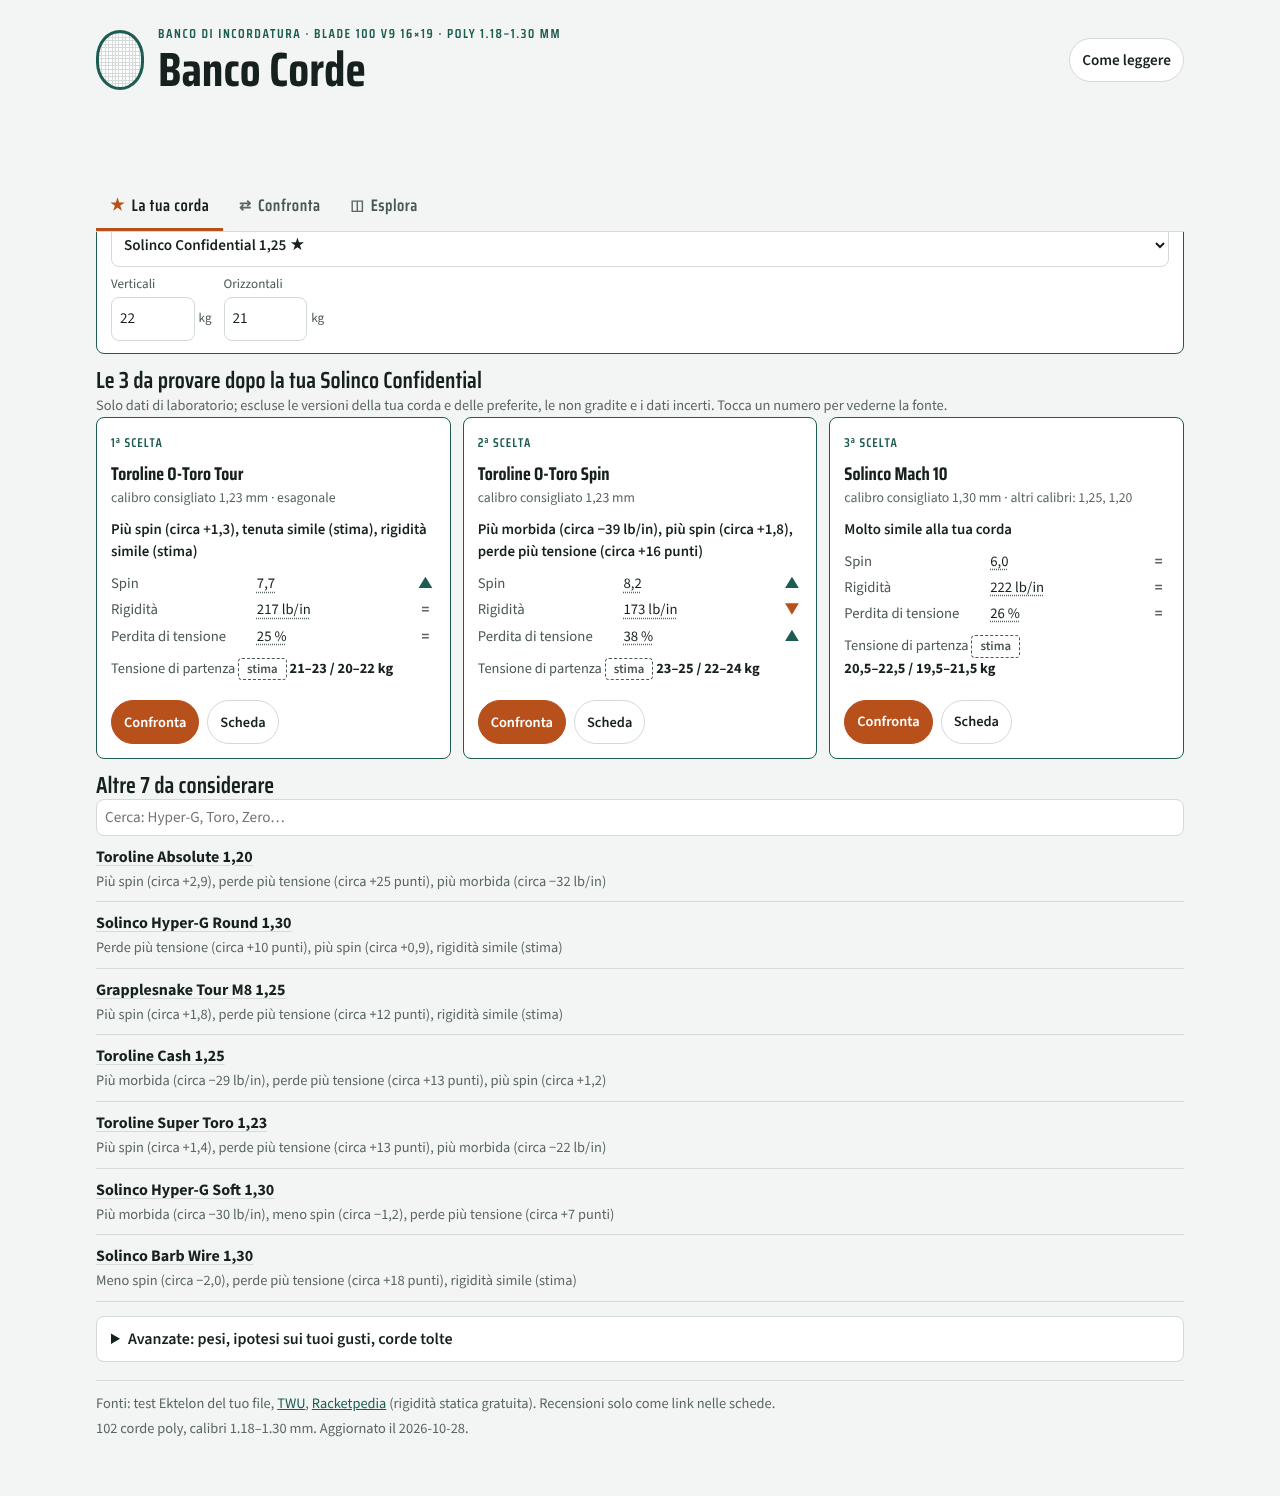 BANCO DI INCORDATURA · BLADE 100 V9 16×19 · POLY 1.18–1.30 MM
Banco Corde
Come leggere
★ La tua corda
⇄ Confronta
◫ Esplora
Solinco Confidential 1,25 ★
Verticali
Orizzontali
22 kg
21 kg
Le 3 da provare dopo la tua Solinco Confidential
Solo dati di laboratorio; escluse le versioni della tua corda e delle preferite, le non gradite e i dati incerti. Tocca un numero per vederne la fonte.
1ª SCELTA
Toroline O-Toro Tour
calibro consigliato 1,23 mm · esagonale
Più spin (circa +1,3), tenuta simile (stima), rigidità
simile (stima)
Spin 7,7 ▲
Rigidità 217 lb/in =
Perdita di tensione 25 % =
Tensione di partenza stima 21–23 / 20–22 kg
Confronta
Scheda
2ª SCELTA
Toroline O-Toro Spin
calibro consigliato 1,23 mm
Più morbida (circa −39 lb/in), più spin (circa +1,8),
perde più tensione (circa +16 punti)
Spin 8,2 ▲
Rigidità 173 lb/in ▼
Perdita di tensione 38 % ▲
Tensione di partenza stima 23–25 / 22–24 kg
Confronta
Scheda
3ª SCELTA
Solinco Mach 10
calibro consigliato 1,30 mm · altri calibri: 1,25, 1,20
Molto simile alla tua corda
Spin 6,0 =
Rigidità 222 lb/in =
Perdita di tensione 26 % =
Tensione di partenza stima
20,5–22,5 / 19,5–21,5 kg
Confronta
Scheda
Altre 7 da considerare
Cerca: Hyper-G, Toro, Zero…
Toroline Absolute 1,20
Più spin (circa +2,9), perde più tensione (circa +25 punti), più morbida (circa −32 lb/in)
Solinco Hyper-G Round 1,30
Perde più tensione (circa +10 punti), più spin (circa +0,9), rigidità simile (stima)
Grapplesnake Tour M8 1,25
Più spin (circa +1,8), perde più tensione (circa +12 punti), rigidità simile (stima)
Toroline Cash 1,25
Più morbida (circa −29 lb/in), perde più tensione (circa +13 punti), più spin (circa +1,2)
Toroline Super Toro 1,23
Più spin (circa +1,4), perde più tensione (circa +13 punti), più morbida (circa −22 lb/in)
Solinco Hyper-G Soft 1,30
Più morbida (circa −30 lb/in), meno spin (circa −1,2), perde più tensione (circa +7 punti)
Solinco Barb Wire 1,30
Meno spin (circa −2,0), perde più tensione (circa +18 punti), rigidità simile (stima)
▶ Avanzate: pesi, ipotesi sui tuoi gusti, corde tolte
Fonti: test Ektelon del tuo file, TWU, Racketpedia (rigidità statica gratuita). Recensioni solo come link nelle schede.
102 corde poly, calibri 1.18–1.30 mm. Aggiornato il 2026-10-28.